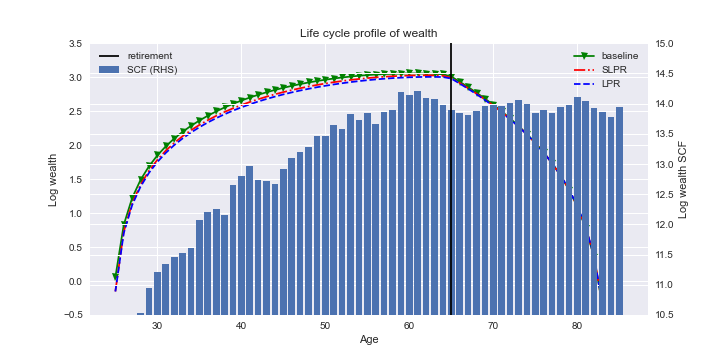 Life cycle profile of wealth
retirement
SCF (RHS)
baseline
SLPR
LPR
Log wealth
3.5
3.0
2.5
2.0
1.5
1.0
0.5
0.0
−0.5
15.0
14.5
14.0
13.5
13.0
12.5
12.0
11.5
11.0
10.5
Log wealth SCF
30 40 50 60 70 80
Age